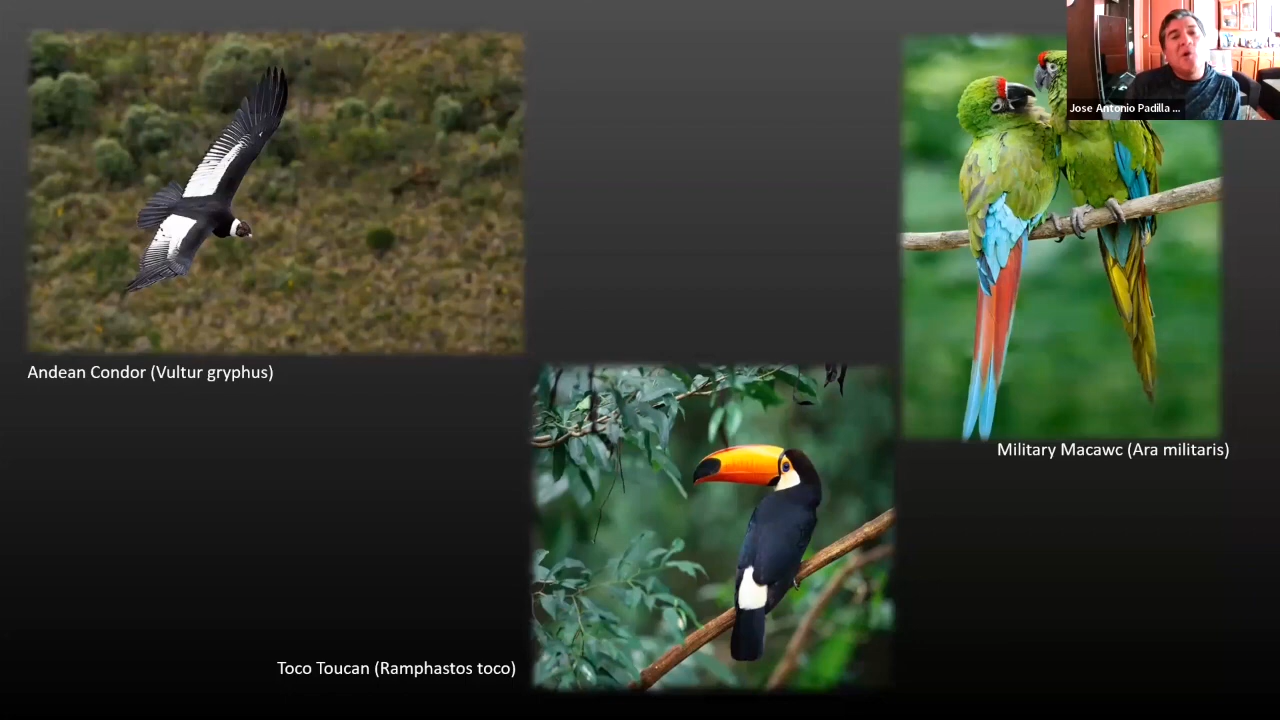 Jose Antonio Padilla ...
Andean Condor (Vultur gryphus)
Military Macawc (Ara militaris)
Toco Toucan (Ramphastos toco)